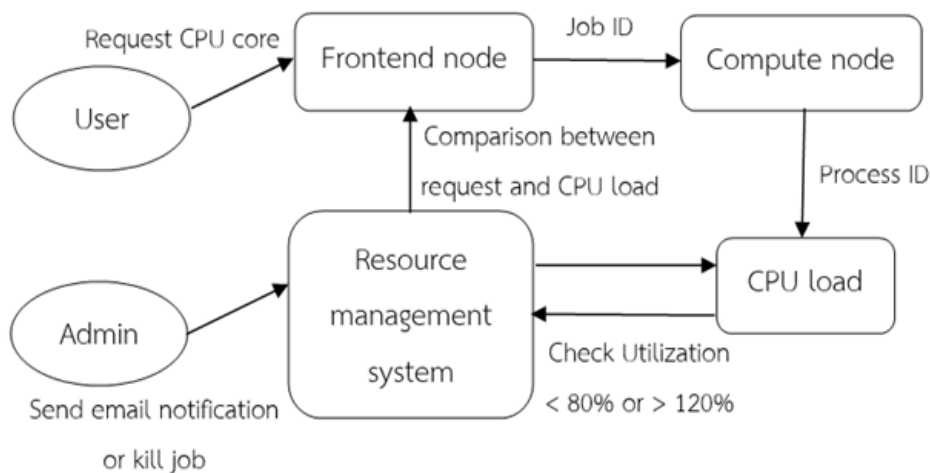 Request CPU core
User
Frontend node
Job ID
Compute node
Comparison between
request and CPU load
Process ID
Resource
management
system
CPU load
Admin
Check Utilization
< 80% or > 120%
Send email notification
or kill job